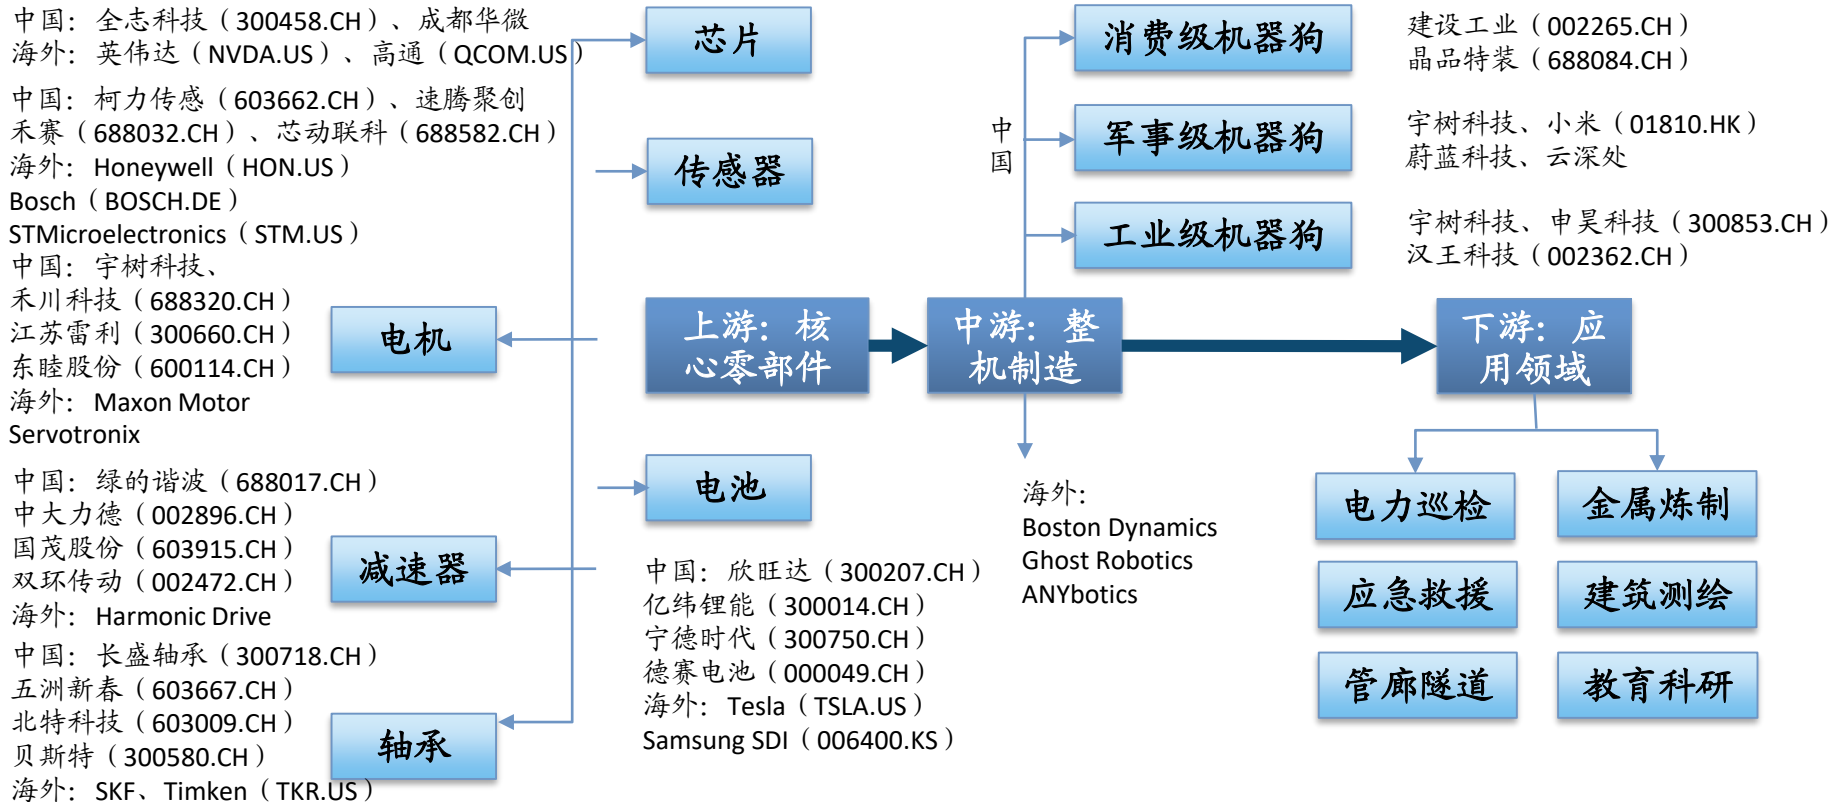 中国：全志科技（300458.CH）、成都华微
海外：英伟达（NVDA.US）、高通（QCOM.US）
芯片
中国：柯力传感（603662.CH）、速腾聚创
禾赛（688032.CH）、芯动联科（688582.CH）
海外：Honeywell（HON.US）
Bosch（BOSCH.DE）
STMicroelectronics（STM.US）
传感器
中国：宇树科技、
禾川科技（688320.CH）
江苏雷利（300660.CH）
东睦股份（600114.CH）
海外：Maxon Motor
Servotronix
电机
中国：绿的谐波（688017.CH）
中大力德（002896.CH）
国茂股份（603915.CH）
双环传动（002472.CH）
海外：Harmonic Drive
减速器
中国：长盛轴承（300718.CH）
五洲新春（603667.CH）
北特科技（603009.CH）
贝斯特（300580.CH）
海外：SKF、Timken（TKR.US）
轴承
上游：核
心零部件
电池
中国：欣旺达（300207.CH）
亿纬锂能（300014.CH）
宁德时代（300750.CH）
德赛电池（000049.CH）
海外：Tesla（TSLA.US）
Samsung SDI（006400.KS）
中游：整
机制造
中
国
消费级机器狗
建设工业（002265.CH）
晶品特装（688084.CH）
军事级机器狗
宇树科技、小米（01810.HK）
蔚蓝科技、云深处
工业级机器狗
宇树科技、申昊科技（300853.CH）
汉王科技（002362.CH）
海外：
Boston Dynamics
Ghost Robotics
ANYbotics
下游：应
用领域
电力巡检
金属炼制
应急救援
建筑测绘
管廊隧道
教育科研